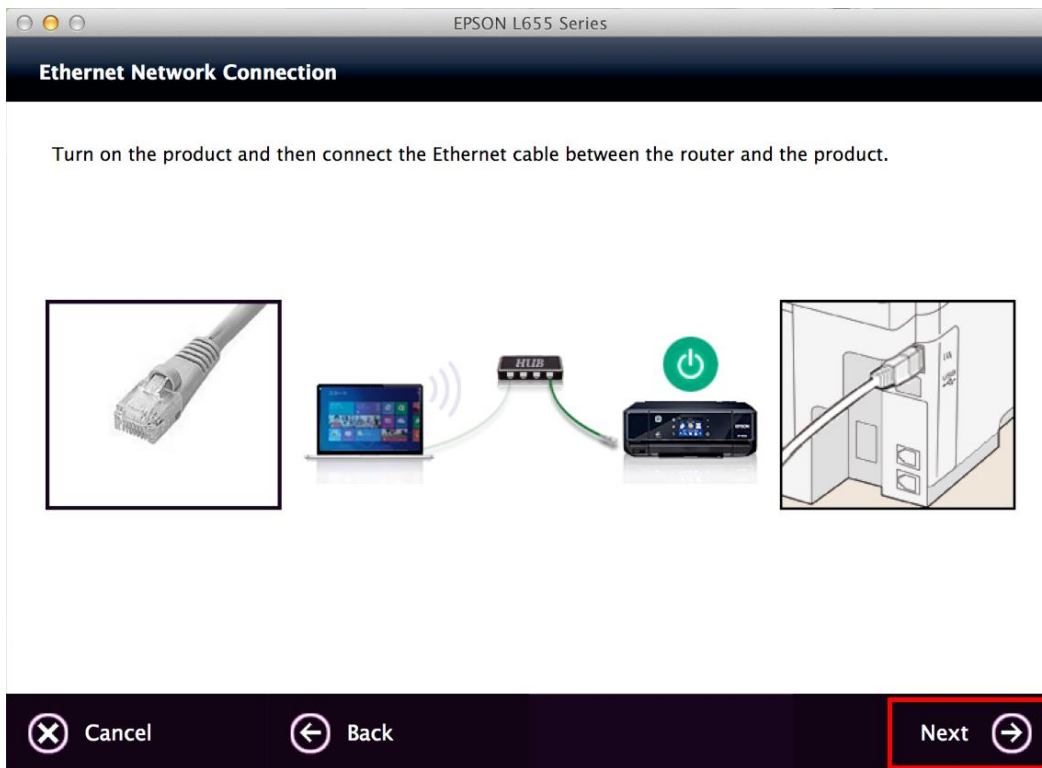 EPSON L655 Series
Ethernet Network Connection
Turn on the product and then connect the Ethernet cable between the router and the product.
HUB
EPSON
Cancel
Back
Next